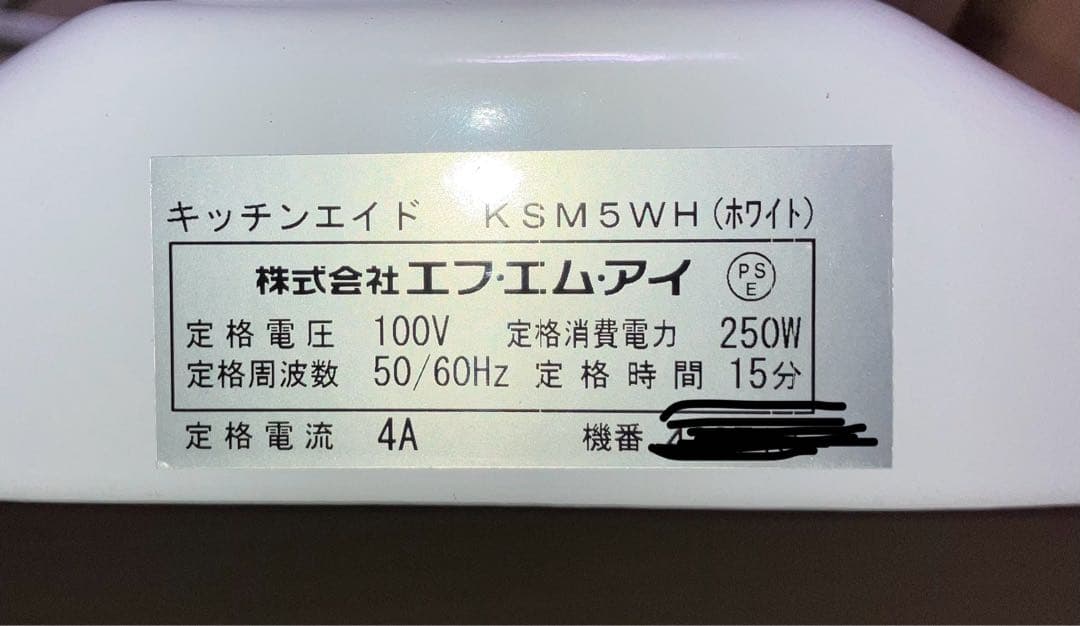 キッチンエイド KSM5WH(ホワイト)
株式会社エフ・エム・アイ PSE
定格電圧 100V 定格消費電力 250W
定格周波数 50/60Hz 定格時間 15分
定格電流 4A 機番